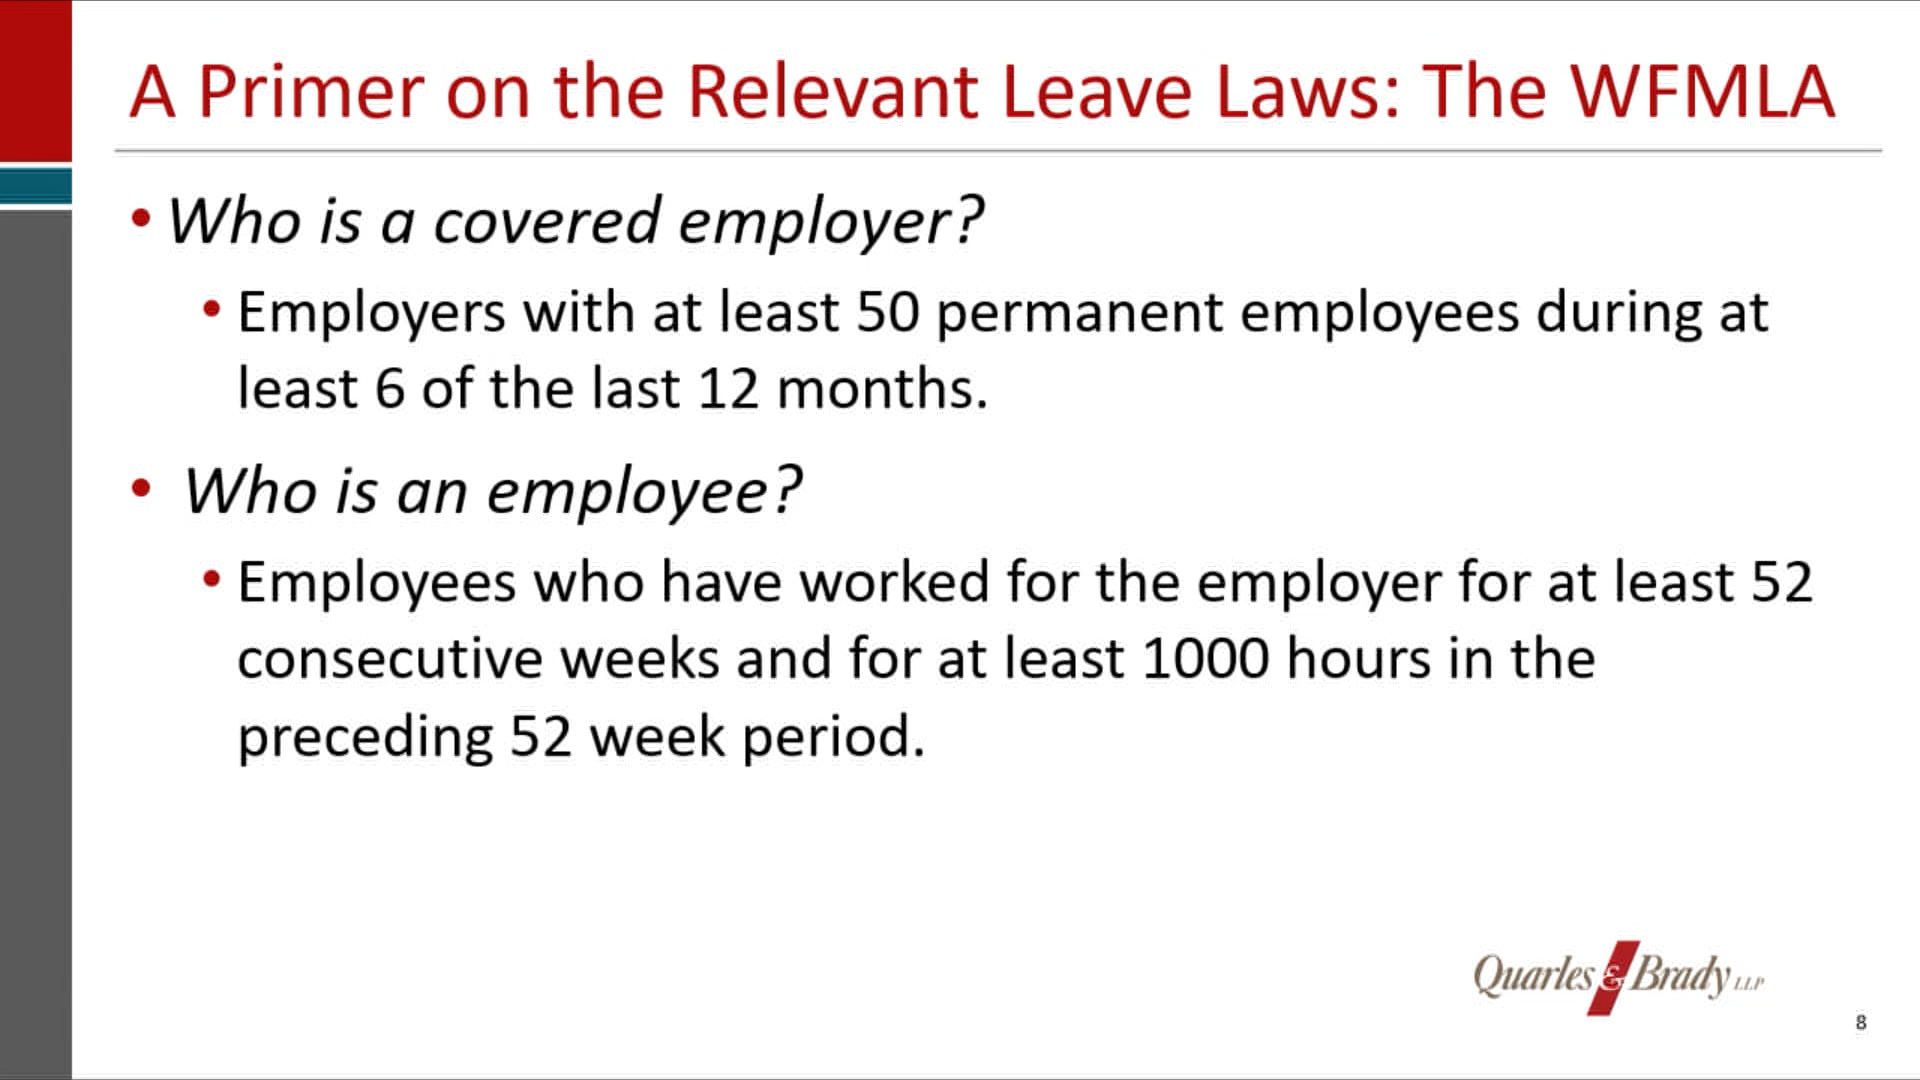 A Primer on the Relevant Leave Laws: The WFMLA
• Who is a covered employer?
• Employers with at least 50 permanent employees during at
least 6 of the last 12 months.
• Who is an employee?
• Employees who have worked for the employer for at least 52
consecutive weeks and for at least 1000 hours in the
preceding 52 week period.
Quarles & Brady LLP
8